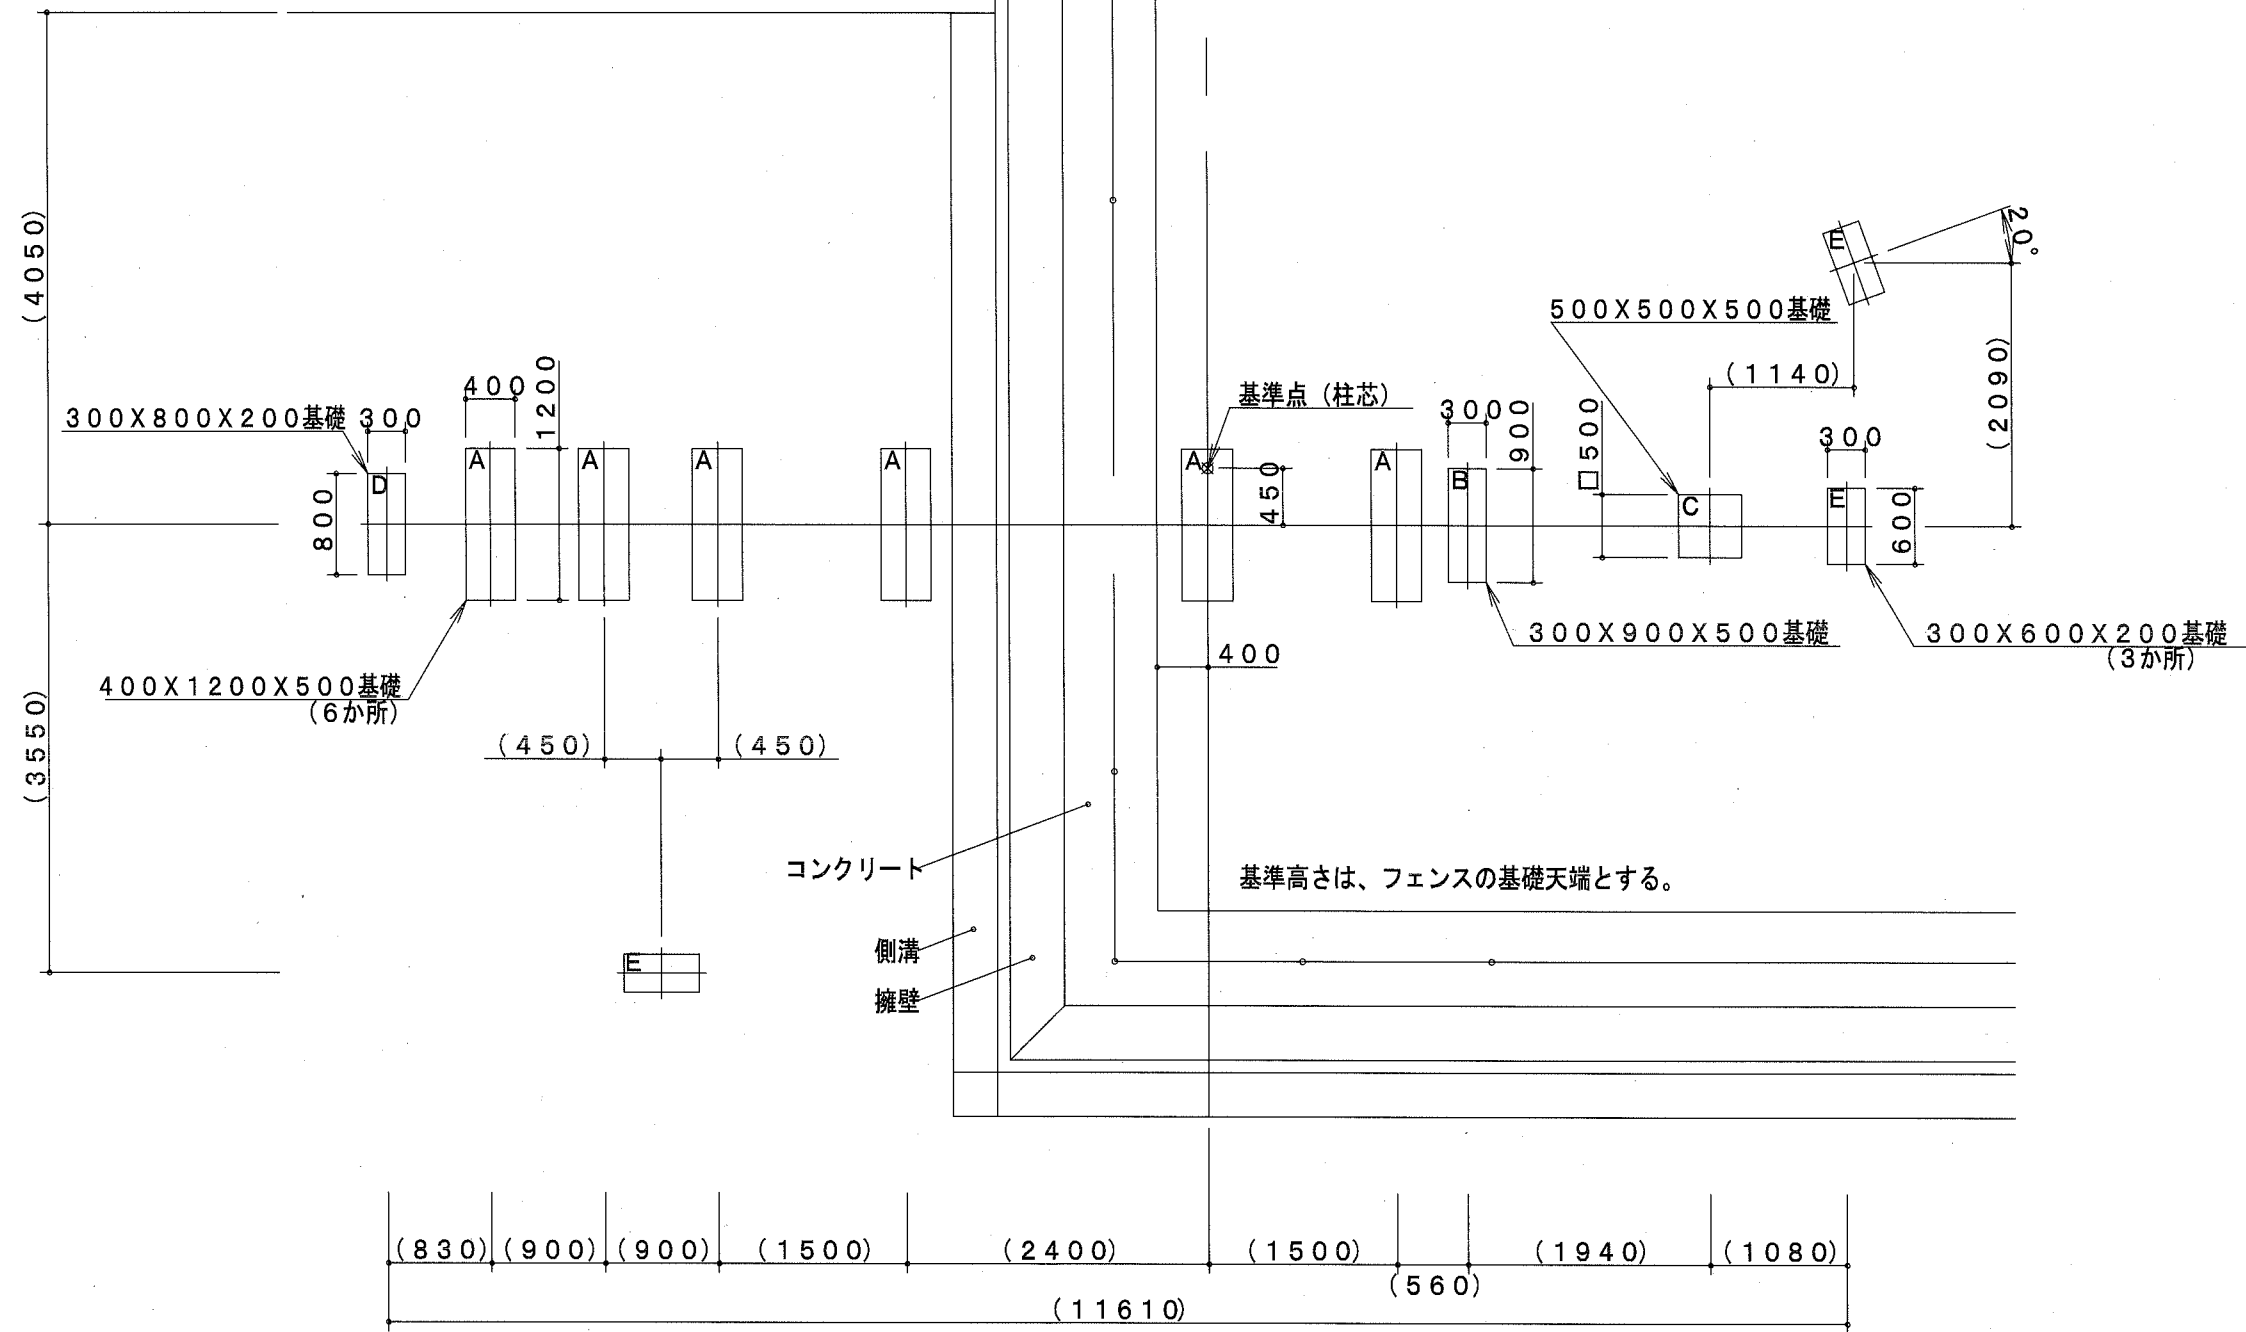 (4050)
20°
E
500X500X500基礎
(1140)
(2090)
400
1200
基準点（柱芯）
300X800X200基礎
300
300
900
□500
300
A
A
A
A
A
A
D
B
C
E
800
450
600
400
300X900X500基礎
300X600X200基礎
(3か所)
400X1200X500基礎
(6か所)
(3550)
(450)
(450)
コンクリート
基準高さは、フェンスの基礎天端とする。
側溝
E
擁壁
(830)
(900)
(900)
(1500)
(2400)
(1500)
(560)
(1940)
(1080)
(11610)